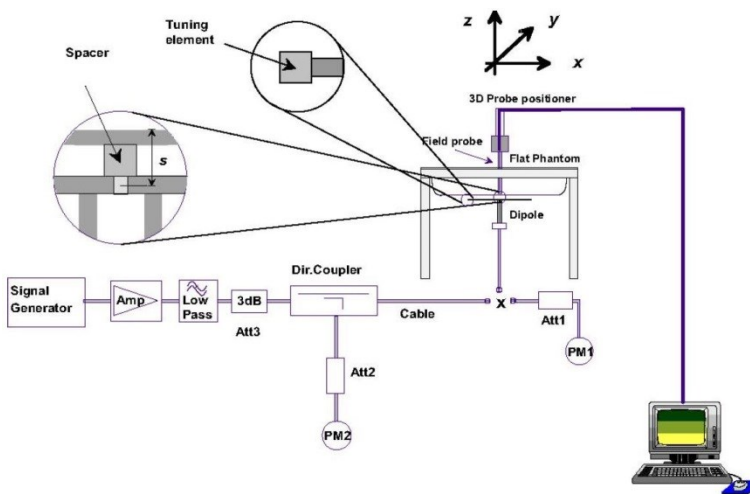 Tuning
element
Spacer
s
z
y
x
3D Probe positioner
Field probe
Flat Phantom
Dipole
Signal
Generator
Amp
Low
Pass
3dB
Att3
Dir.Coupler
Cable
x
Att1
PM1
Att2
PM2